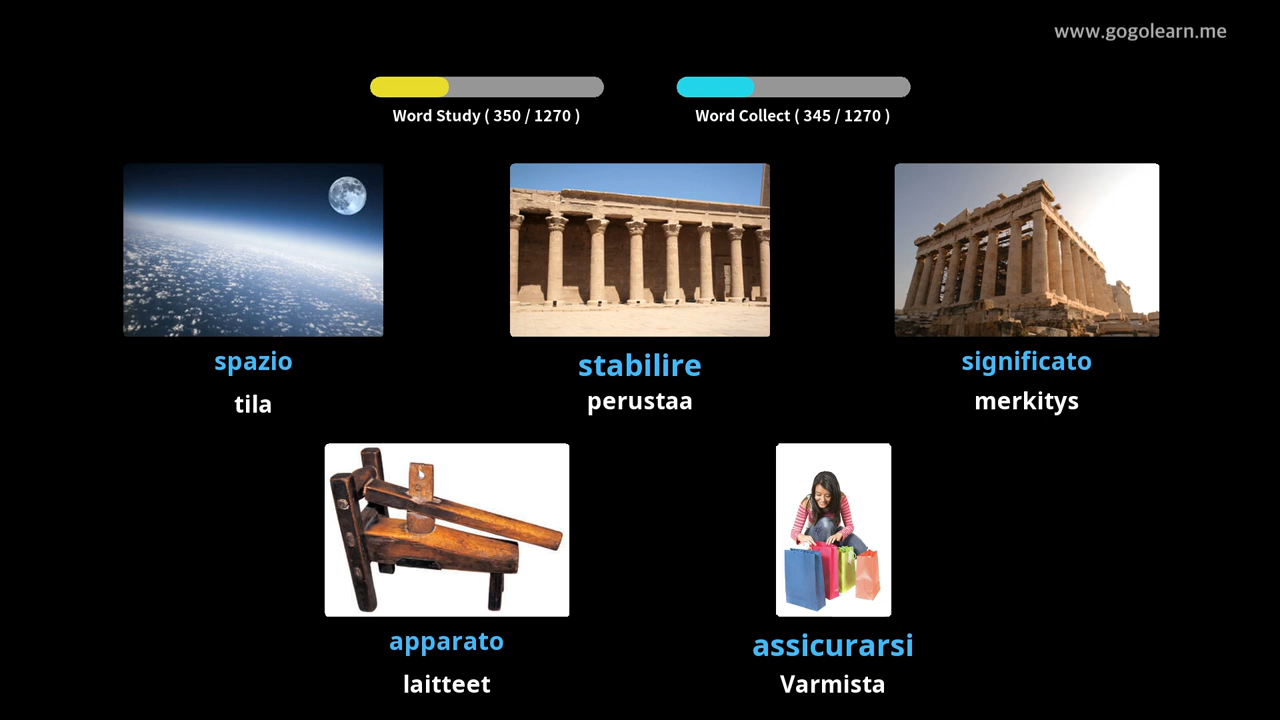 www.gogolearn.me
Word Study ( 350 / 1270 )
Word Collect ( 345 / 1270 )
spazio
tila
stabilire
perustaa
significato
merkitys
apparato
laitteet
assicurarsi
Varmista